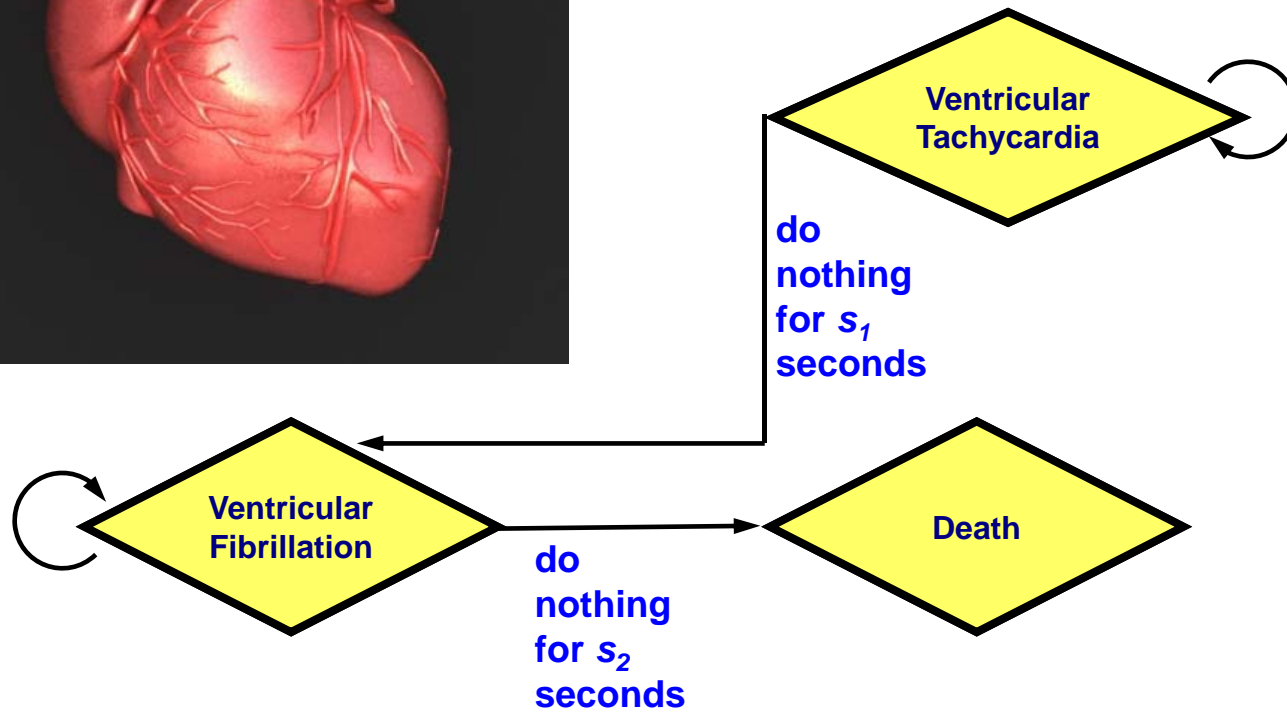 Ventricular
Tachycardia
do
nothing
for s₁
seconds
Ventricular
Fibrillation
Death
do
nothing
for s₂
seconds